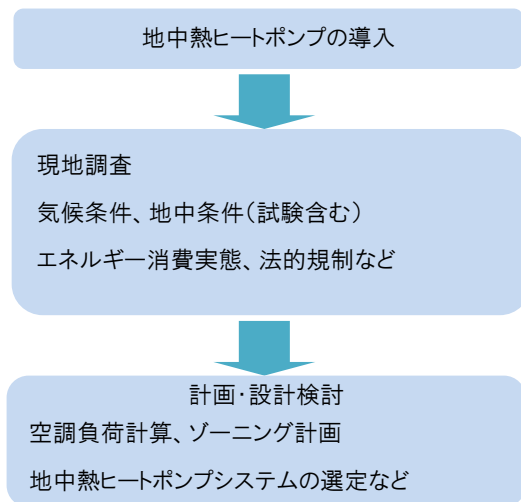 地中熱ヒートポンプの導入
現地調査
気候条件、地中条件（試験含む）
エネルギー消費実態、法的規制など
計画・設計検討
空調負荷計算、ゾーニング計画
地中熱ヒートポンプシステムの選定など